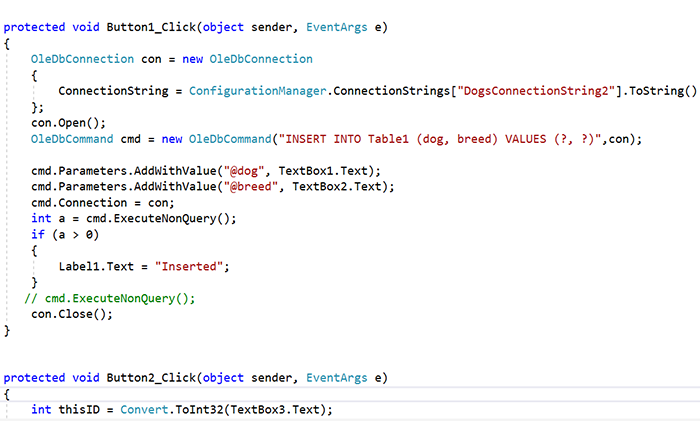 protected void Button1_Click(object sender, EventArgs e)
{
OleDbConnection con = new OleDbConnection
{
ConnectionString = ConfigurationManager.ConnectionStrings["DogsConnectionString2"].ToString()
};
con.Open();
OleDbCommand cmd = new OleDbCommand("INSERT INTO Table1 (dog, breed) VALUES (?, ?)",con);
cmd.Parameters.AddWithValue("@dog", TextBox1.Text);
cmd.Parameters.AddWithValue("@breed", TextBox2.Text);
cmd.Connection = con;
int a = cmd.ExecuteNonQuery();
if (a > 0)
{
Label1.Text = "Inserted";
}
// cmd.ExecuteNonQuery();
con.Close();
}
protected void Button2_Click(object sender, EventArgs e)
{
int thisID = Convert.ToInt32(TextBox3.Text);